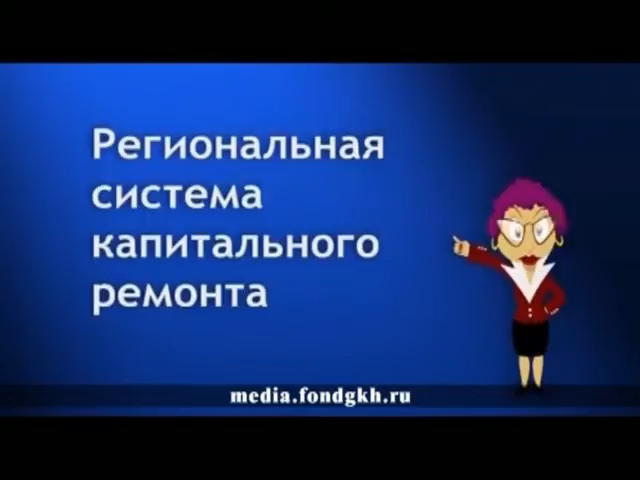 Региональная
система
капитального
ремонта
media.fondgkh.ru